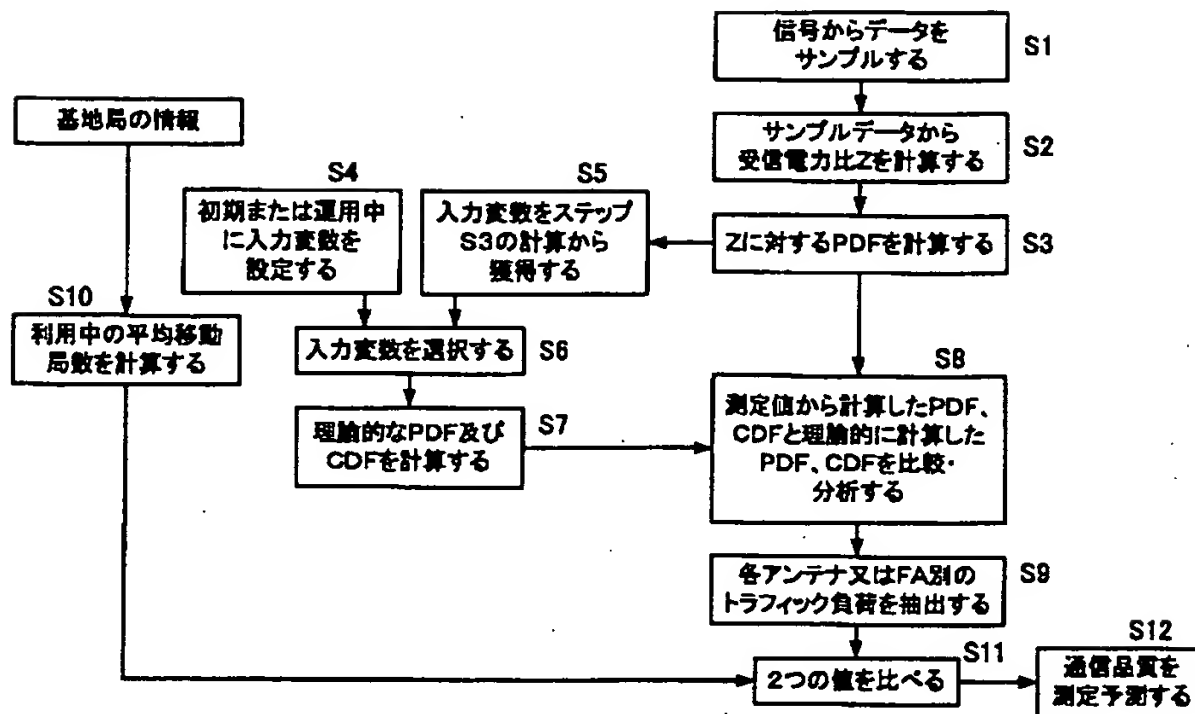 信号からデータを
サンプルする
S1
基地局の情報
サンプルデータから
受信電力比Zを計算する
S2
S4
初期または運用中
に入力変数を
設定する
S5
入力変数をステップ
S3の計算から
獲得する
Zに対するPDFを計算する
S3
S10
利用中の平均移動
局数を計算する
入力変数を選択する
S6
理論的なPDF及び
CDFを計算する
S7
S8
測定値から計算したPDF、
CDFと理論的に計算した
PDF、CDFを比較・
分析する
各アンテナ又はFA別の
トラフィック負荷を抽出する
S9
2つの値を比べる
S11
S12
通信品質を
測定予測する